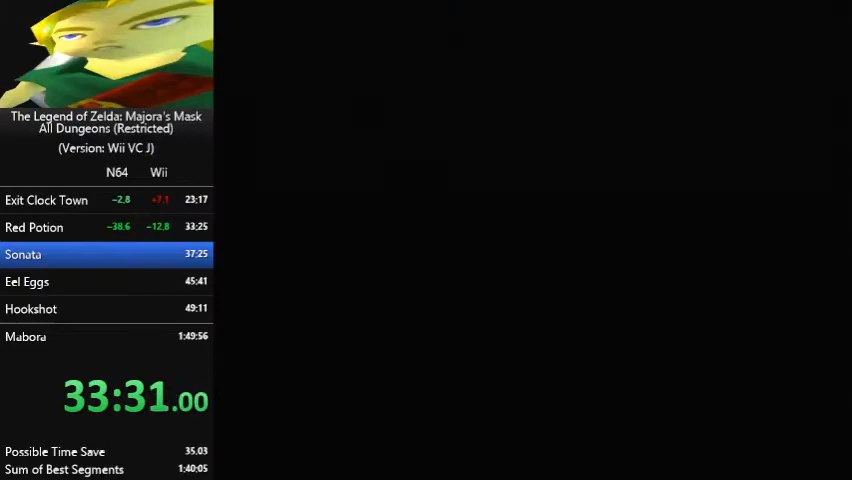 The Legend of Zelda: Majora's Mask
All Dungeons (Restricted)
(Version: Wii VC J)
N64 Wii
Exit Clock Town -2.8 +7.1 23:17
Red Potion -38.6 -12.8 33:25
Sonata 37:25
Eel Eggs 45:41
Hookshot 49:11
Mabora 1:49:56
33:31.00
Possible Time Save 35.03
Sum of Best Segments 1:40:05